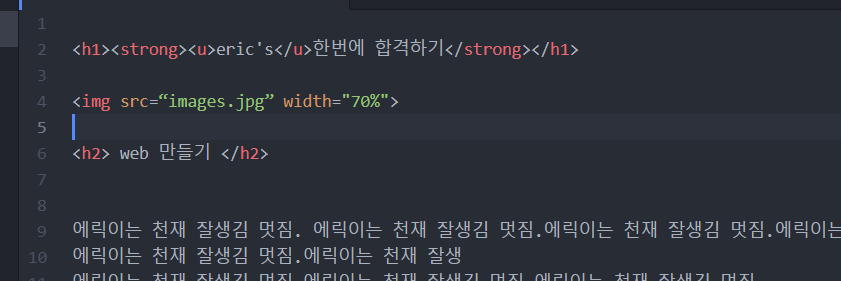 1
2 <h1><strong><u>eric's</u>한번에 합격하기</strong></h1>
3
4 <img src=“images.jpg” width="70%">
5
6 <h2> web 만들기 </h2>
7
8
9 에릭이는 천재 잘생김 멋짐. 에릭이는 천재 잘생김 멋짐.에릭이는 천재 잘생김 멋짐.에릭이는
10 에릭이는 천재 잘생김 멋짐.에릭이는 천재 잘생
11 에릭이는 천재 잘생김 멋짐.에릭이는 천재 잘생김 멋짐.에릭이는 천재 잘생김 멋짐